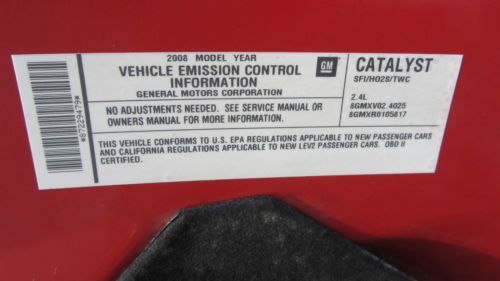 2008 MODEL YEAR
VEHICLE EMISSION CONTROL
INFORMATION
GENERAL MOTORS CORPORATION
GM
CATALYST
SFI/HO2S/TWC
2.4L
8GMXV02.4025
8GMXR0105817
NO ADJUSTMENTS NEEDED. SEE SERVICE MANUAL OR
OWNERS MANUAL FOR MORE INFORMATION.
THIS VEHICLE CONFORMS TO U.S. EPA REGULATIONS APPLICABLE TO NEW PASSENGER CARS
AND CALIFORNIA REGULATIONS APPLICABLE TO NEW LEV2 PASSENGER CARS. OBD II
CERTIFIED.
*87229479*